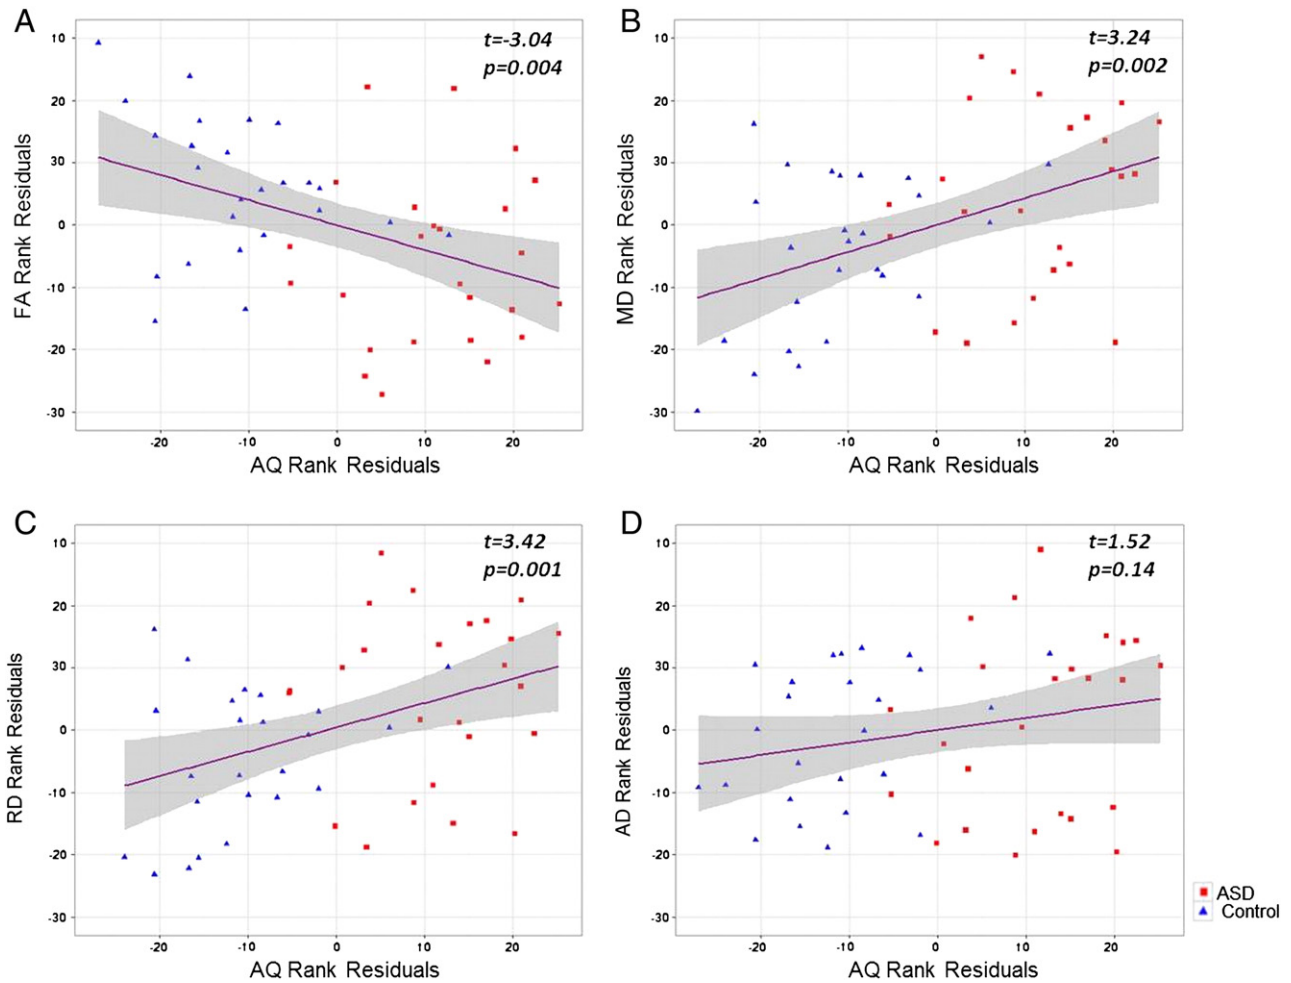 A
t=-3.04
p=0.004
10
20
30
0
-10
-20
-30
FA Rank Residuals
-20 -10 0 10 20
AQ Rank Residuals
B
t=3.24
p=0.002
10
20
30
0
-10
-20
-30
MD Rank Residuals
-20 -10 0 10 20
AQ Rank Residuals
C
t=3.42
p=0.001
10
20
30
0
-10
-20
-30
RD Rank Residuals
-20 -10 0 10 20
AQ Rank Residuals
D
t=1.52
p=0.14
10
20
30
0
-10
-20
-30
AD Rank Residuals
-20 -10 0 10 20
AQ Rank Residuals
ASD
Control